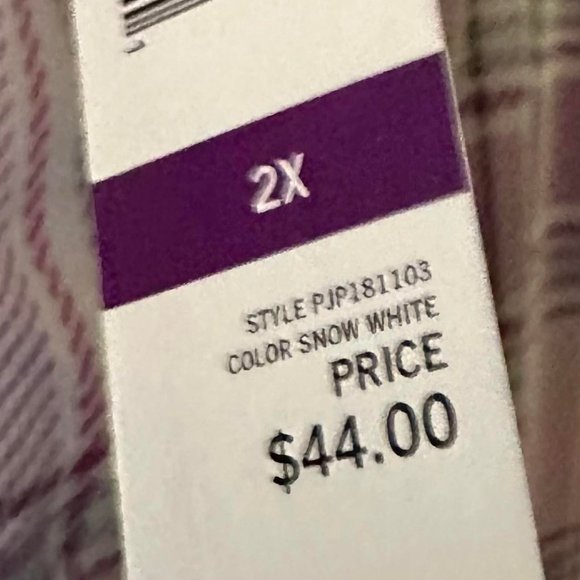 2X
STYLE PJP181103
COLOR SNOW WHITE
PRICE
$44.00